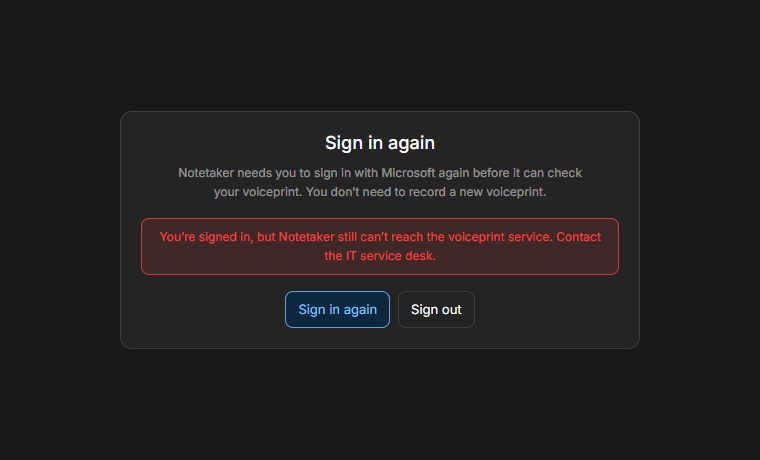 Sign in again
Notetaker needs you to sign in with Microsoft again before it can check
your voiceprint. You don’t need to record a new voiceprint.
You’re signed in, but Notetaker still can’t reach the voiceprint service. Contact
the IT service desk.
Sign in again
Sign out